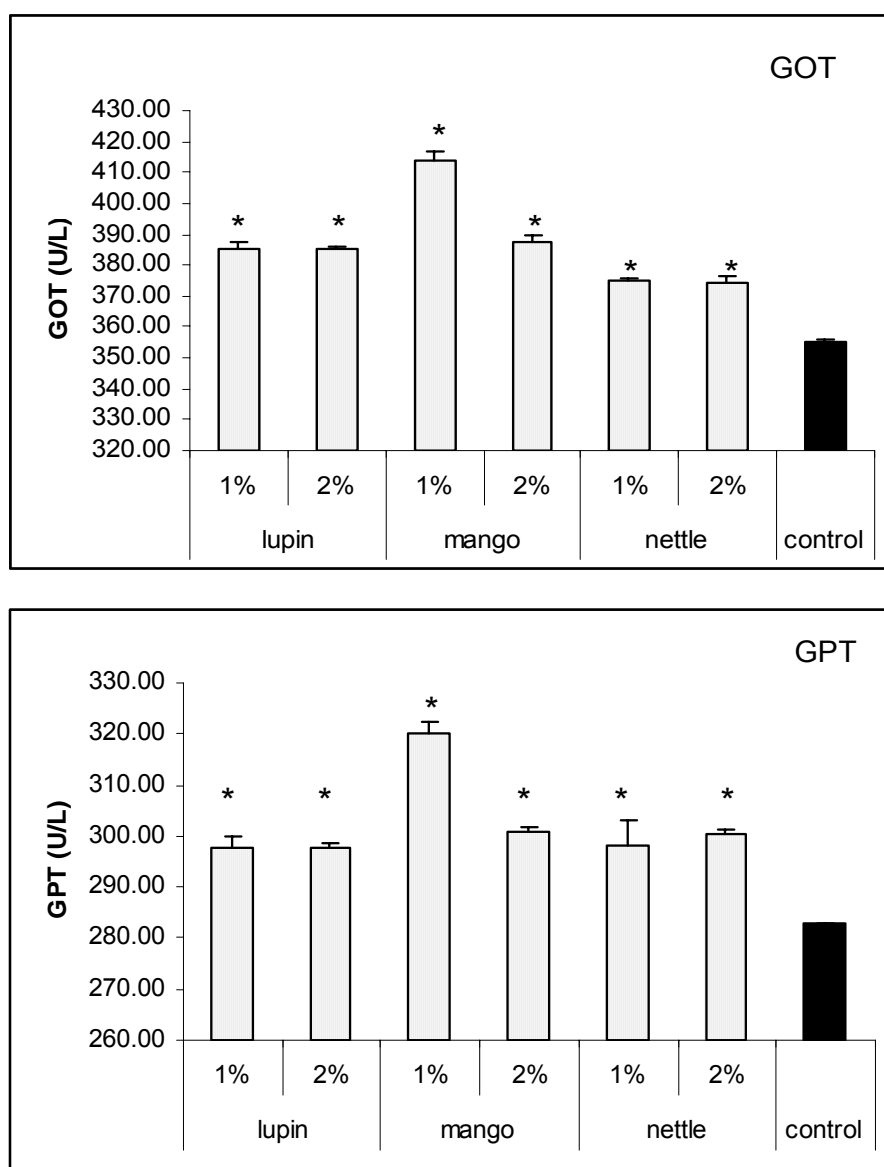 GOT
430.00
420.00
410.00
400.00
390.00
380.00
370.00
360.00
350.00
340.00
330.00
320.00
GOT (U/L)
* * * * * *
1% 2% 1% 2% 1% 2%
lupin mango nettle control
GPT
330.00
320.00
310.00
300.00
290.00
280.00
270.00
260.00
GPT (U/L)
* * * * * *
1% 2% 1% 2% 1% 2%
lupin mango nettle control